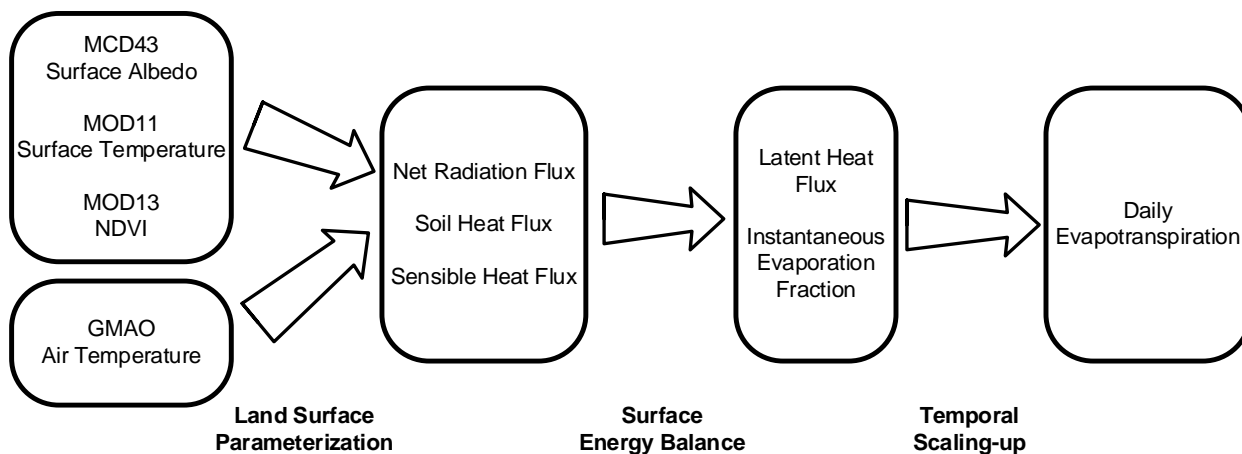 MCD43
Surface Albedo
MOD11
Surface Temperature
MOD13
NDVI
GMAO
Air Temperature
Net Radiation Flux
Soil Heat Flux
Sensible Heat Flux
Latent Heat
Flux
Instantaneous
Evaporation
Fraction
Daily
Evapotranspiration
Land Surface
Parameterization
Surface
Energy Balance
Temporal
Scaling-up